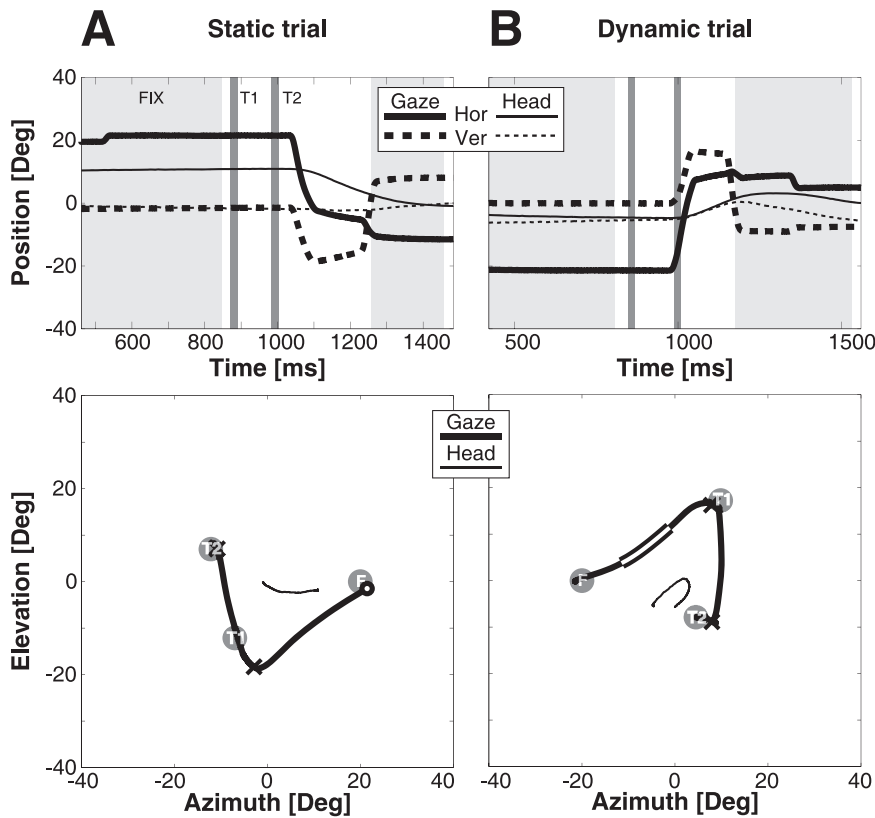 A Static trial
B Dynamic trial
Position [Deg]
40
20
0
-20
-40
FIX
T1
T2
600
800
1000
1200
1400
Time [ms]
Gaze Head
Hor
Ver
500
1000
1500
Time [ms]
Elevation [Deg]
40
20
0
-20
-40
T2
T1
F
-40
-20
0
20
40
Azimuth [Deg]
Gaze
Head
T1
F
T2
-40
-20
0
20
40
Azimuth [Deg]